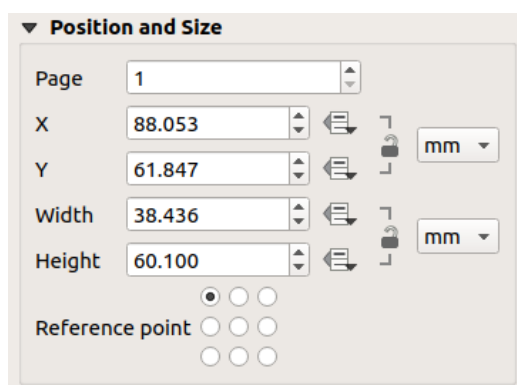 Position and Size
Page 1
X 88.053
mm
Y 61.847
Width 38.436
mm
Height 60.100
Reference point